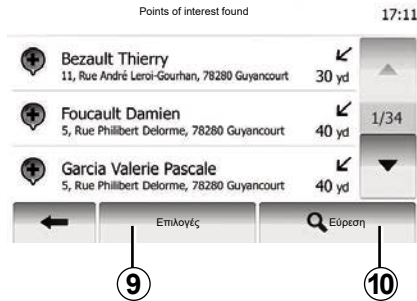 Points of interest found 17:11
Bezault Thierry
11, Rue André Leroi-Gourhan, 78280 Guyancourt 30 yd
Foucault Damien
5, Rue Philibert Delorme, 78280 Guyancourt 40 yd
1/34
Garcia Valerie Pascale
5, Rue Philibert Delorme, 78280 Guyancourt 40 yd
Επιλογές Εύρεση
9 10